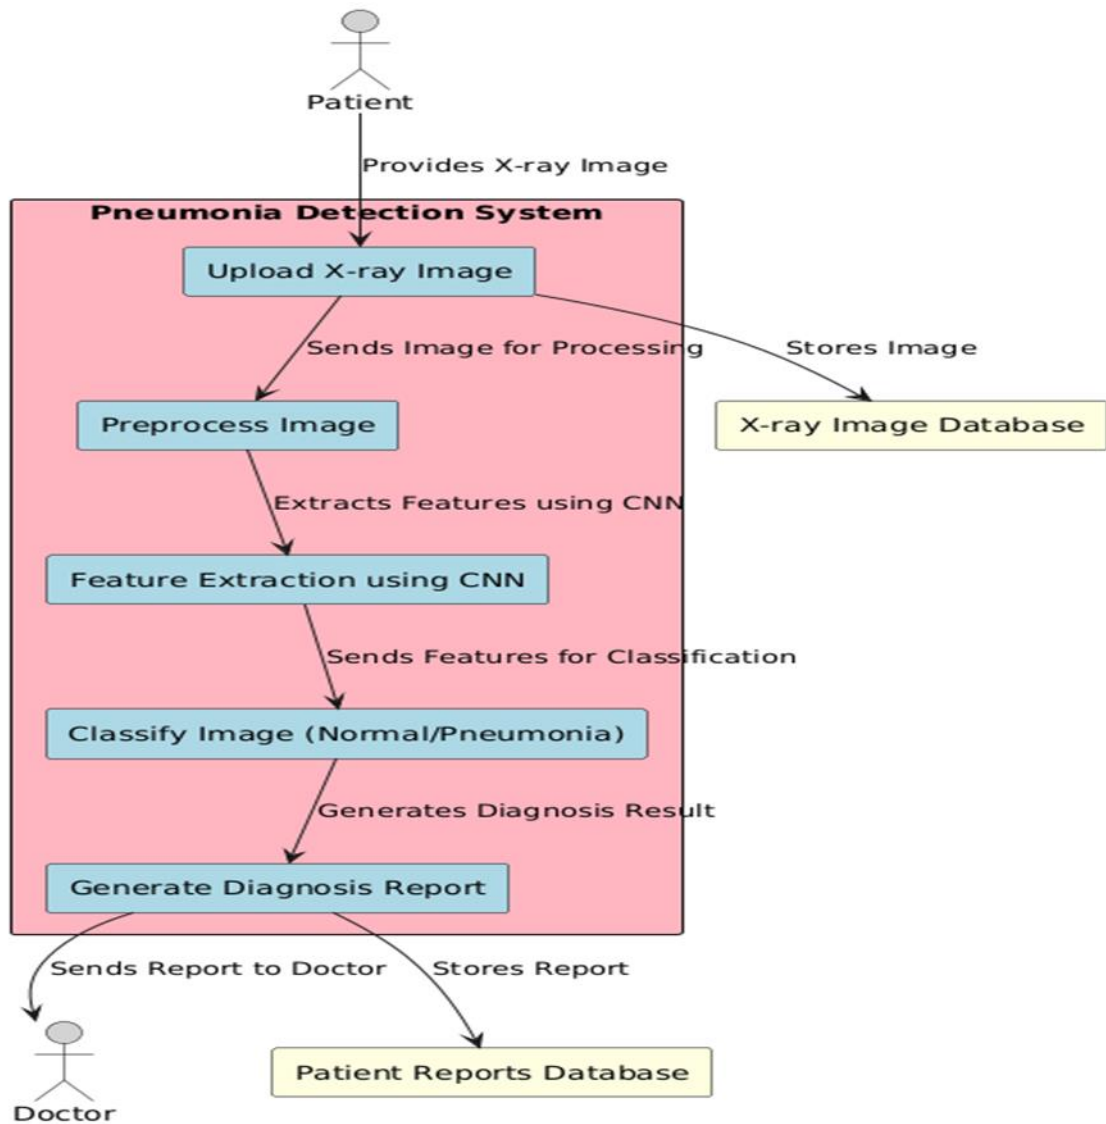 Patient
Provides X-ray Image
Pneumonia Detection System
Upload X-ray Image
Sends Image for Processing
Stores Image
Preprocess Image
X-ray Image Database
Extracts Features using CNN
Feature Extraction using CNN
Sends Features for Classification
Classify Image (Normal/Pneumonia)
Generates Diagnosis Result
Generate Diagnosis Report
Sends Report to Doctor
Stores Report
Patient Reports Database
Doctor